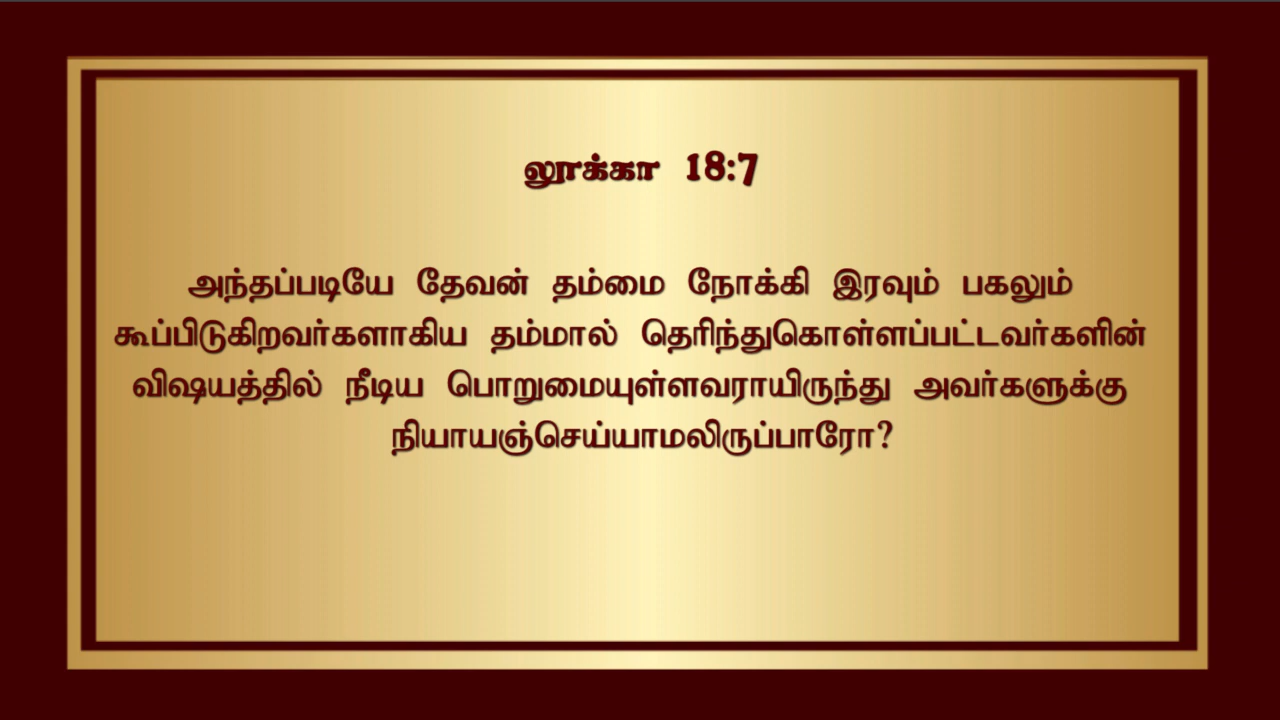 லூக்கா 18:7
அந்தப்படியே தேவன் தம்மை நோக்கி இரவும் பகலும்
கூப்பிடுகிறவர்களாகிய தம்மால் தெரிந்துகொள்ளப்பட்டவர்களின்
விஷயத்தில் நீடிய பொறுமையுள்ளவராயிருந்து அவர்களுக்கு
நியாயஞ்செய்யாமலிருப்பாரோ?